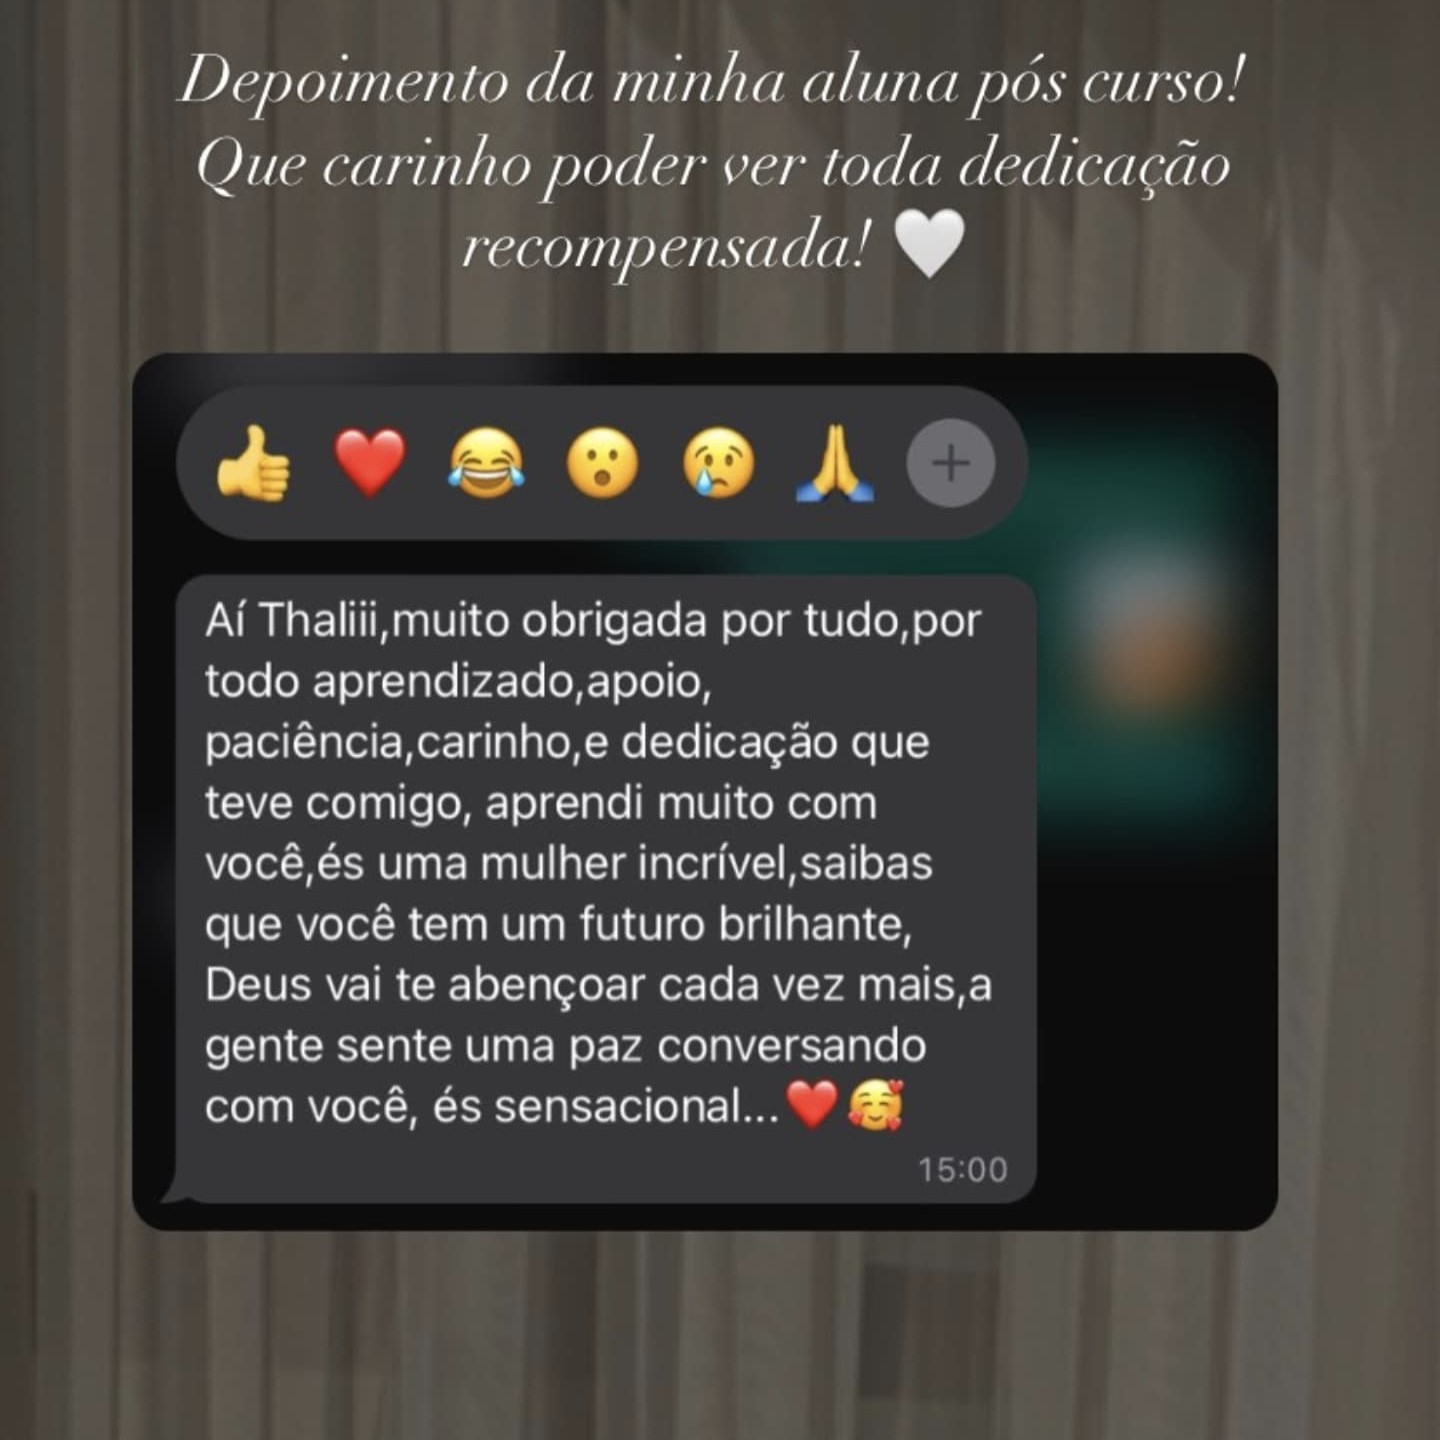 Depoimento da minha aluna pós curso!
Que carinho poder ver toda dedicação
recompensada! 🤍
👍❤️😂😮😢🙏+
Aí Thaliii,muito obrigada por tudo,por
todo aprendizado,apoio,
paciência,carinho,e dedicação que
teve comigo, aprendi muito com
você,és uma mulher incrível,saibas
que você tem um futuro brilhante,
Deus vai te abençoar cada vez mais,a
gente sente uma paz conversando
com você, és sensacional...❤️🥰
15:00